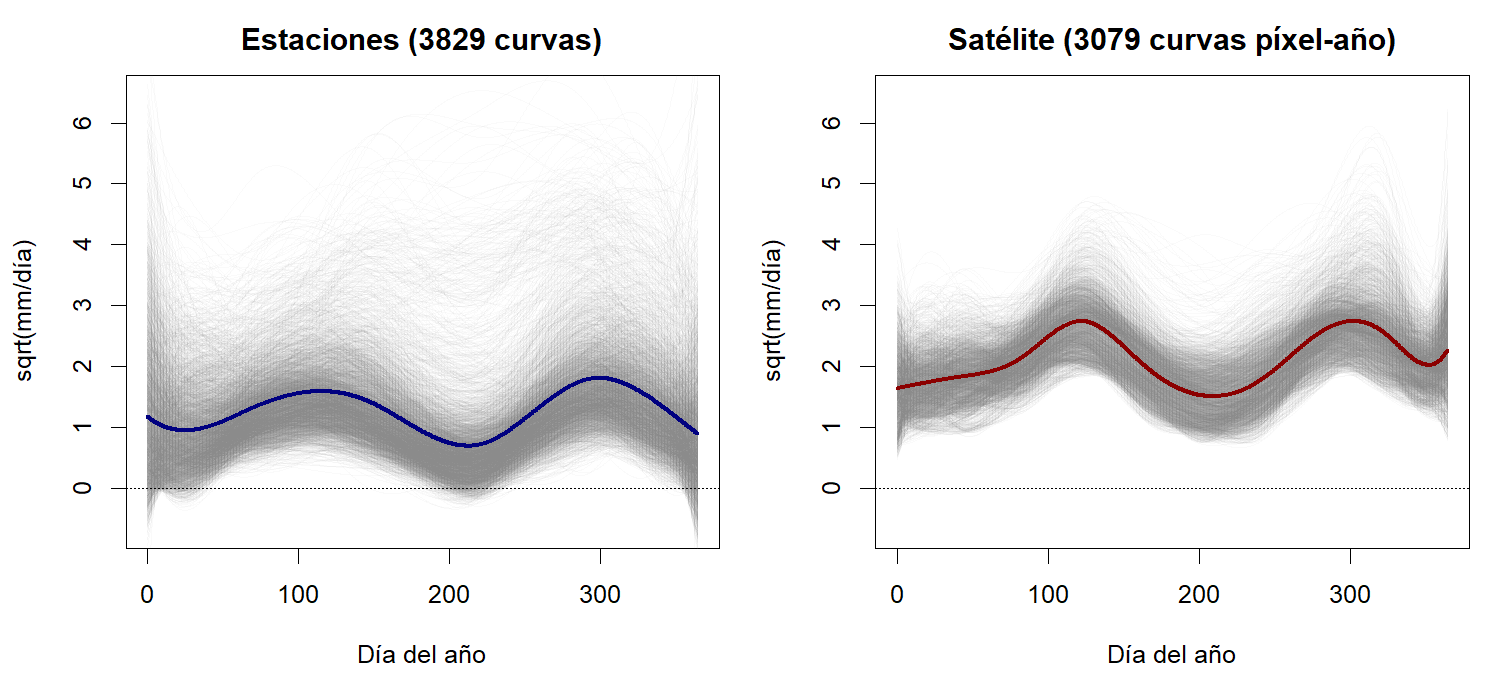 Estaciones (3829 curvas)
sqrt(mm/día)
6
5
4
3
2
1
0
0 100 200 300
Día del año
Satélite (3079 curvas píxel-año)
sqrt(mm/día)
6
5
4
3
2
1
0
0 100 200 300
Día del año